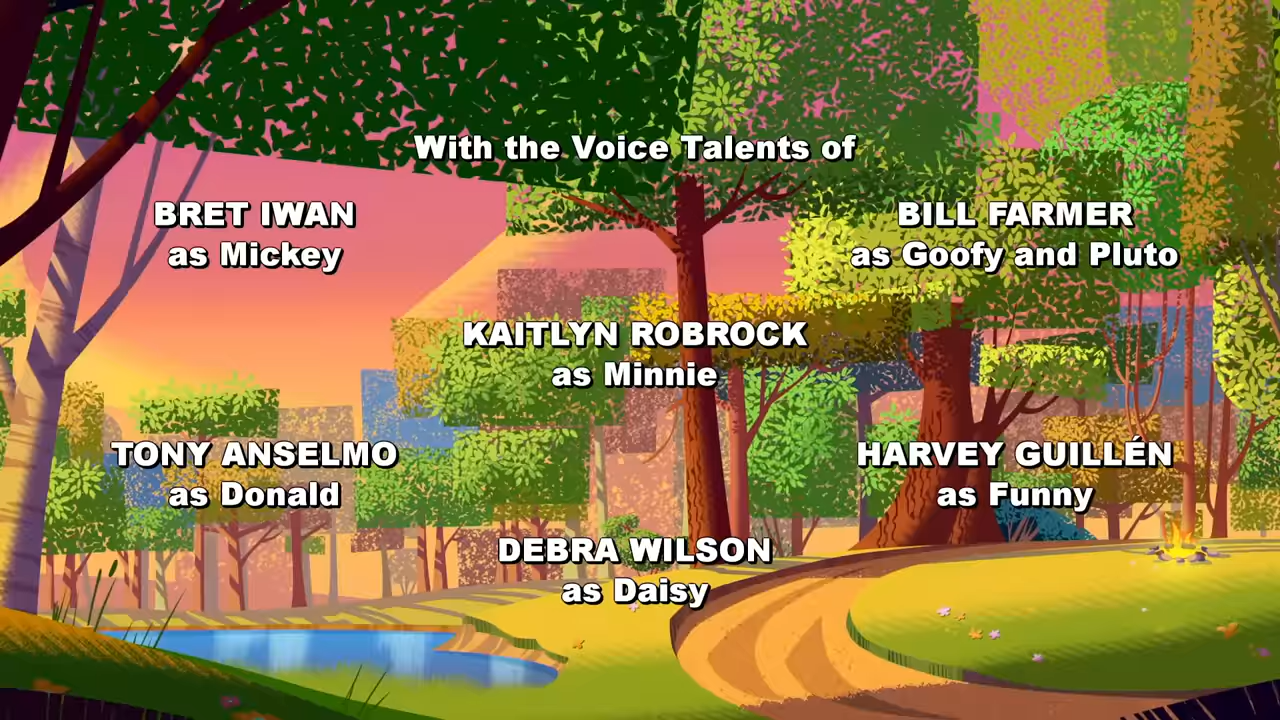 With the Voice Talents of
BRET IWAN
as Mickey
BILL FARMER
as Goofy and Pluto
KAITLYN ROBROCK
as Minnie
TONY ANSELMO
as Donald
HARVEY GUILLÉN
as Funny
DEBRA WILSON
as Daisy